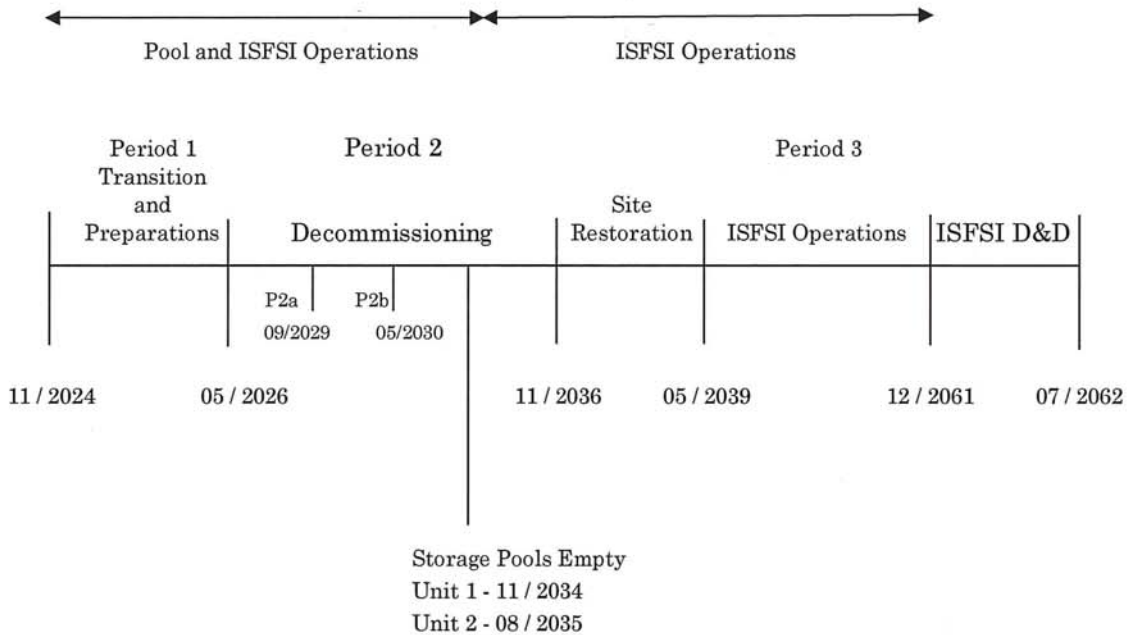 Pool and ISFSI Operations
ISFSI Operations
Period 1
Transition
and
Preparations
Period 2
Decommissioning
Period 3
Site
Restoration
ISFSI Operations
ISFSI D&D
P2a
09/2029
P2b
05/2030
11 / 2024
05 / 2026
11 / 2036
05 / 2039
12 / 2061
07 / 2062
Storage Pools Empty
Unit 1 - 11 / 2034
Unit 2 - 08 / 2035